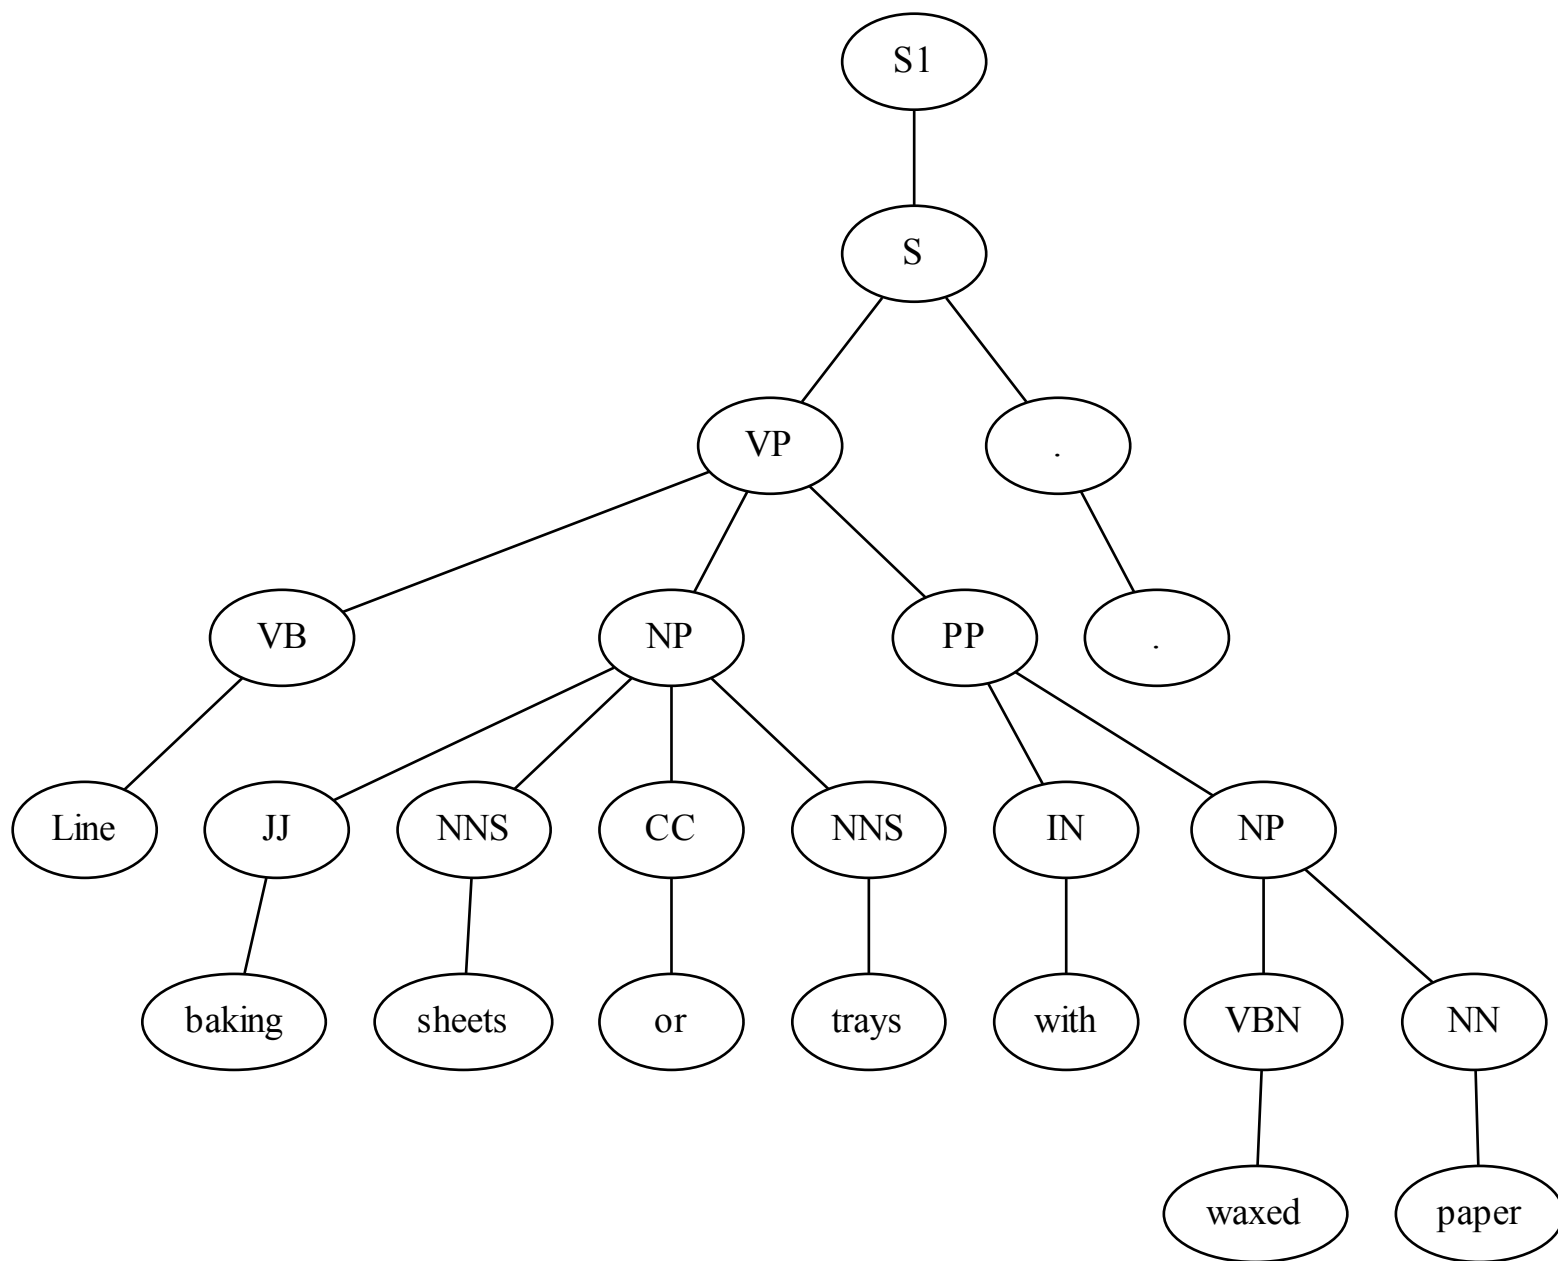 S1
S
VP .
VB NP PP .
Line JJ NNS CC NNS IN NP
baking sheets or trays with VBN NN
waxed paper